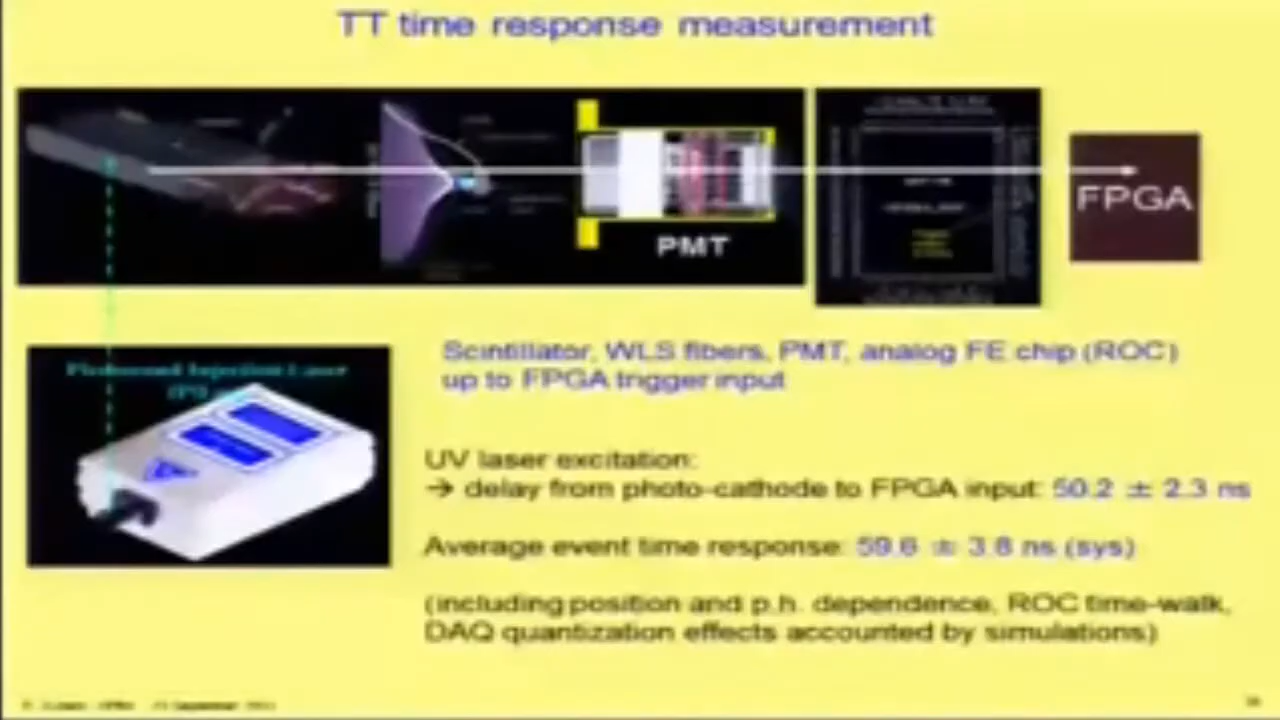 TT time response measurement
PMT
FPGA
Scintillator, WLS fibers, PMT, analog FE chip (ROC)
up to FPGA trigger input
UV laser excitation:
→ delay from photo-cathode to FPGA input: 50.2 ± 2.3 ns
Average event time response: 59.6 ± 3.8 ns (sys)
(including position and p.h. dependence, ROC time-walk,
DAQ quantization effects accounted by simulations)